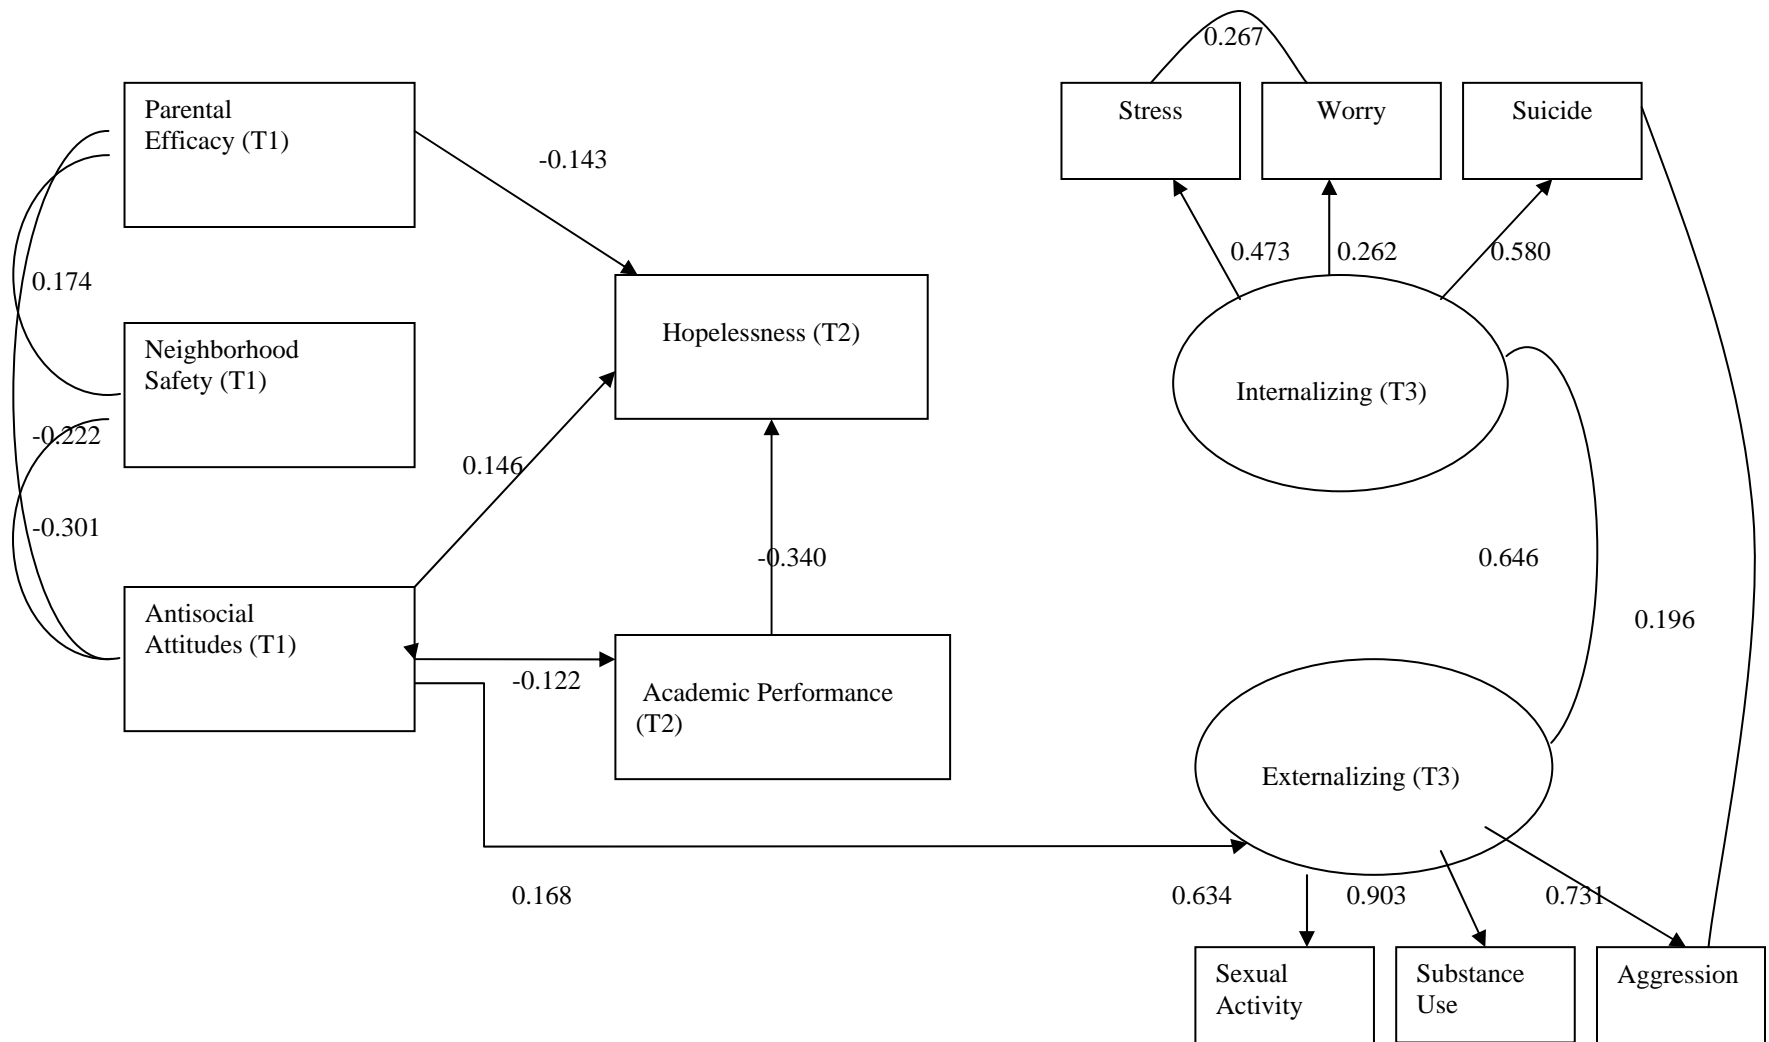 0.267
Parental
Efficacy (T1)
Stress
Worry
Suicide
-0.143
0.174
0.473
0.262
0.580
Neighborhood
Safety (T1)
Hopelessness (T2)
Internalizing (T3)
-0.222
0.146
-0.301
-0.340
0.646
Antisocial
Attitudes (T1)
0.196
-0.122
Academic Performance
(T2)
Externalizing (T3)
0.168
0.634
0.903
0.731
Sexual
Activity
Substance
Use
Aggression